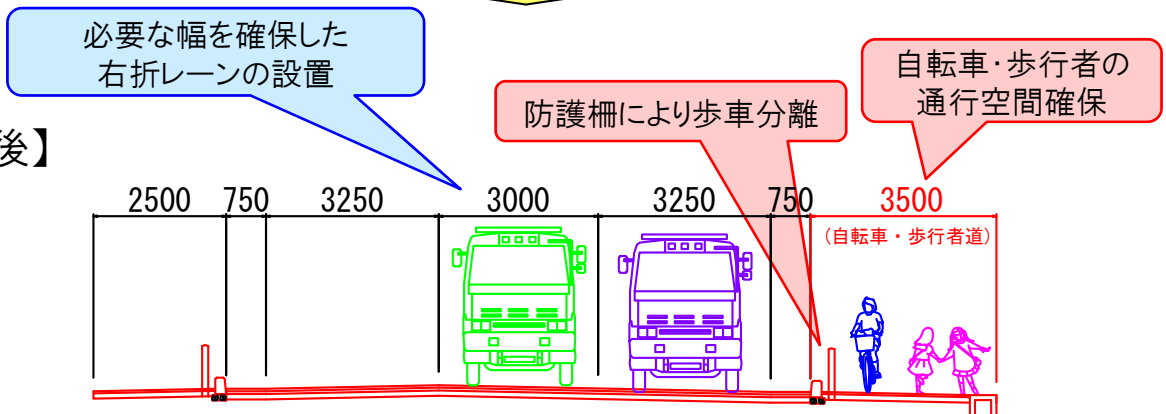 必要な幅を確保した
右折レーンの設置
自転車・歩行者の
通行空間確保
防護柵により歩車分離
後】
2500 750 3250 3000 3250 750 3500
(自転車・歩行者道)